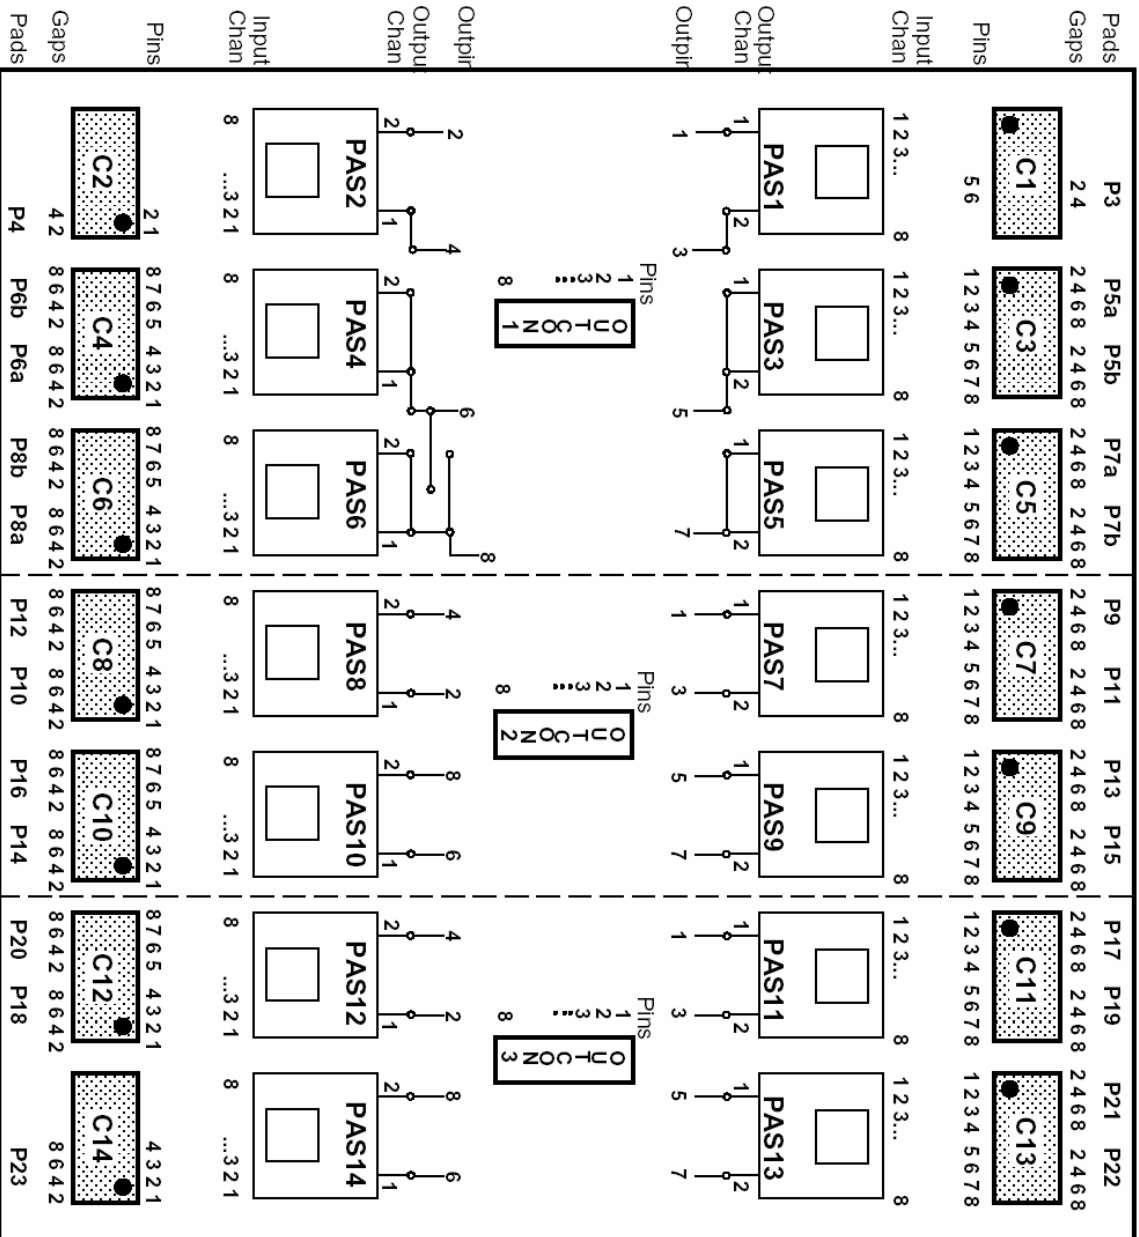 Pads P3 P5a P5b P7a P7b P9 P11 P13 P15 P17 P19 P21 P22
Gaps 2 4 2 4 6 8 2 4 6 8 2 4 6 8 2 4 6 8 2 4 6 8 2 4 6 8 2 4 6 8 2 4 6 8 2 4 6 8 2 4 6 8 2 4 6 8 2 4 6 8
C1 C3 C5 C7 C9 C11 C13
Pins 5 6 1 2 3 4 5 6 7 8 1 2 3 4 5 6 7 8 1 2 3 4 5 6 7 8 1 2 3 4 5 6 7 8 1 2 3 4 5 6 7 8 1 2 3 4 5 6 7 8
Input
Chan 1 2 3... 8 1 2 3... 8 1 2 3... 8 1 2 3... 8 1 2 3... 8 1 2 3... 8 1 2 3... 8
PAS1 PAS3 PAS5 PAS7 PAS9 PAS11 PAS13
Output
Chan 1 2 1 2 1 2 1 2 1 2 1 2 1 2
Outpin 1 3 5 7 1 3 5 7 1 3 5 7
Pins Pins Pins
1 2 3 ... 8 1 2 3 ... 8 1 2 3 ... 8
OUTCON1 OUTCON2 OUTCON3
Outpin 2 4 6 8 4 2 8 6 4 2 8 6
Output
Chan 2 1 2 1 2 1 2 1 2 1 2 1 2 1
PAS2 PAS4 PAS6 PAS8 PAS10 PAS12 PAS14
Input
Chan 8 ...3 2 1 8 ...3 2 1 8 ...3 2 1 8 ...3 2 1 8 ...3 2 1 8 ...3 2 1 8 ...3 2 1
Pins 2 1 8 7 6 5 4 3 2 1 8 7 6 5 4 3 2 1 8 7 6 5 4 3 2 1 8 7 6 5 4 3 2 1 8 7 6 5 4 3 2 1 4 3 2 1
C2 C4 C6 C8 C10 C12 C14
Gaps 4 2 8 6 4 2 8 6 4 2 8 6 4 2 8 6 4 2 8 6 4 2 8 6 4 2 8 6 4 2 8 6 4 2 8 6 4 2 8 6 4 2 8 6 4 2
Pads P4 P6b P6a P8b P8a P12 P10 P16 P14 P20 P18 P23